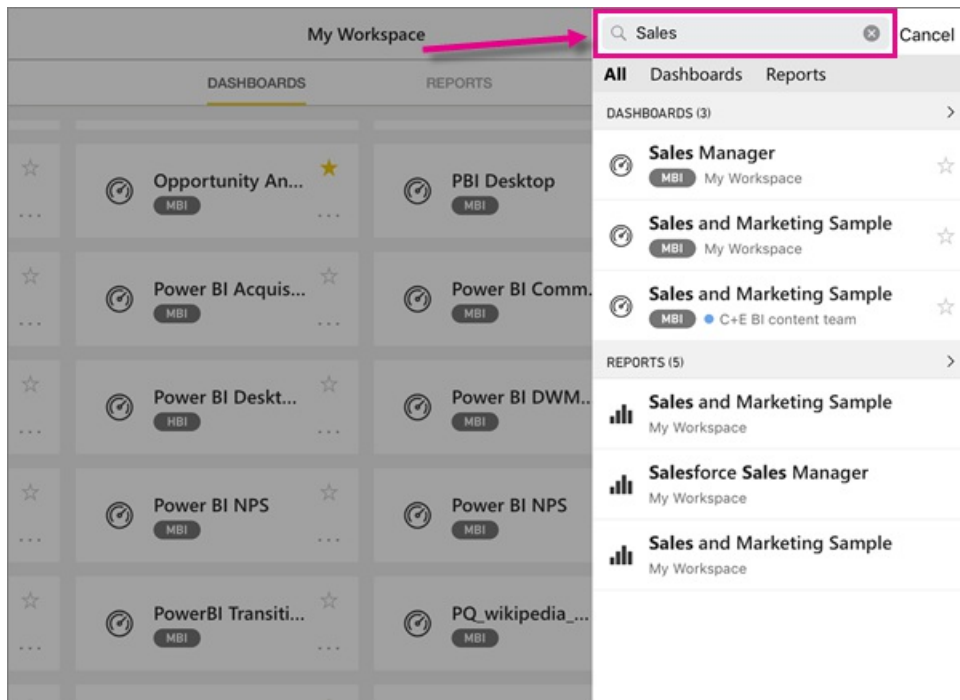 My Workspace
DASHBOARDS REPORTS
Opportunity An...
MBI
PBI Desktop
MBI
Power BI Acquis...
MBI
Power BI Comm.
MBI
Power BI Deskt...
HBI
Power BI DWM..
MBI
Power BI NPS
MBI
Power BI NPS
MBI
PowerBI Transiti...
MBI
PQ_wikipedia_...
MBI
Sales
Cancel
All Dashboards Reports
DASHBOARDS (3)
Sales Manager
MBI My Workspace
Sales and Marketing Sample
MBI My Workspace
Sales and Marketing Sample
MBI C+E BI content team
REPORTS (5)
Sales and Marketing Sample
My Workspace
Salesforce Sales Manager
My Workspace
Sales and Marketing Sample
My Workspace